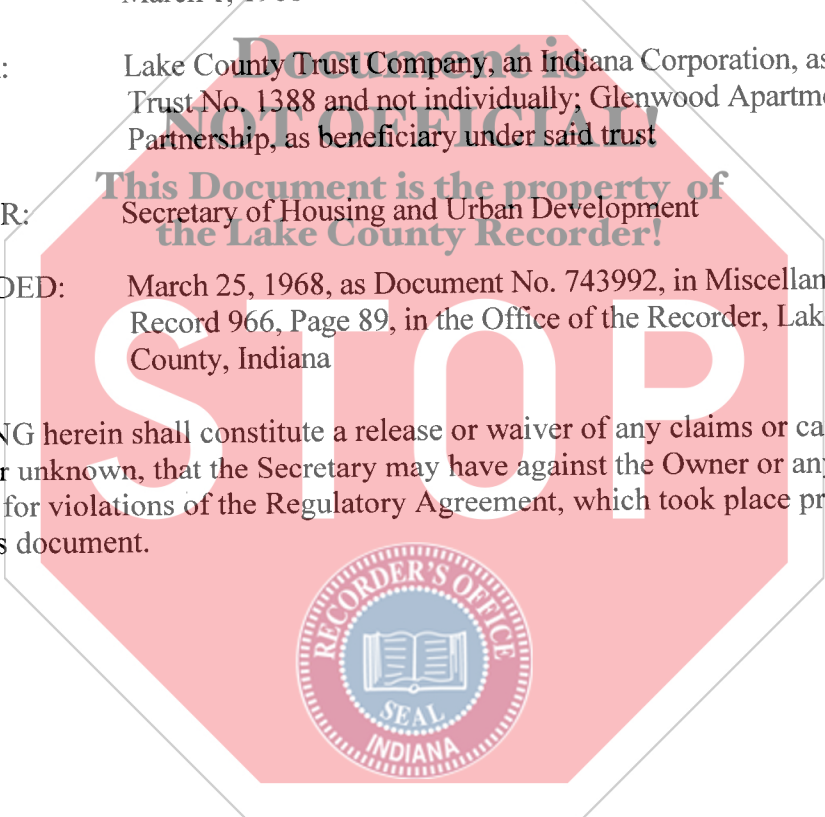 :
Lake County Trust Company, an Indiana Corporation, as
Trust No. 1388 and not individually; Glenwood Apartme
Partnership, as beneficiary under said trust
R:
Secretary of Housing and Urban Development
DED:
March 25, 1968, as Document No. 743992, in Miscellan
Record 966, Page 89, in the Office of the Recorder, Lak
County, Indiana
NG herein shall constitute a release or waiver of any claims or ca
r unknown, that the Secretary may have against the Owner or any
for violations of the Regulatory Agreement, which took place pr
s document.
Document is
NOT OFFICIAL!
This Document is the property of
the Lake County Recorder!
STOP
RECORDER'S OFFICE
SEAL
INDIANA